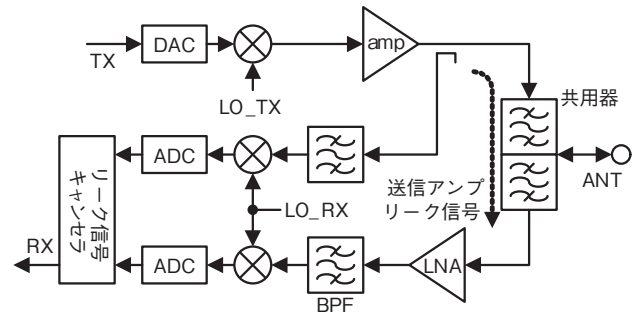 TX
DAC
LO_TX
amp
共用器
ANT
ADC
送信アンプ
リーク信号
LO_RX
リーク信号
キャンセラ
RX
ADC
BPF
LNA